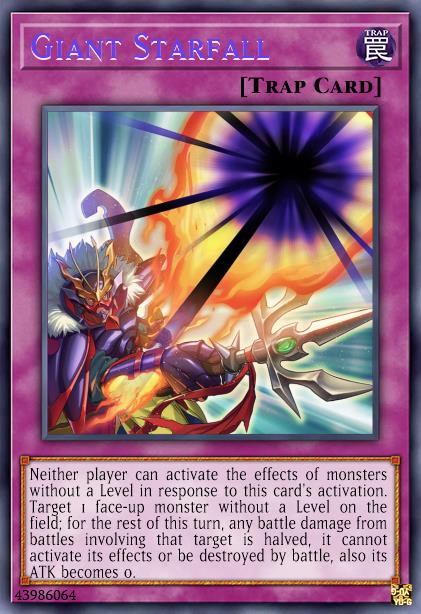 Giant Starfall
TRAP
罠
[Trap Card]
Neither player can activate the effects of monsters
without a Level in response to this card's activation.
Target 1 face-up monster without a Level on the
field; for the rest of this turn, any battle damage from
battles involving that target is halved, it cannot
activate its effects or be destroyed by battle, also its
ATK becomes 0.
43986064